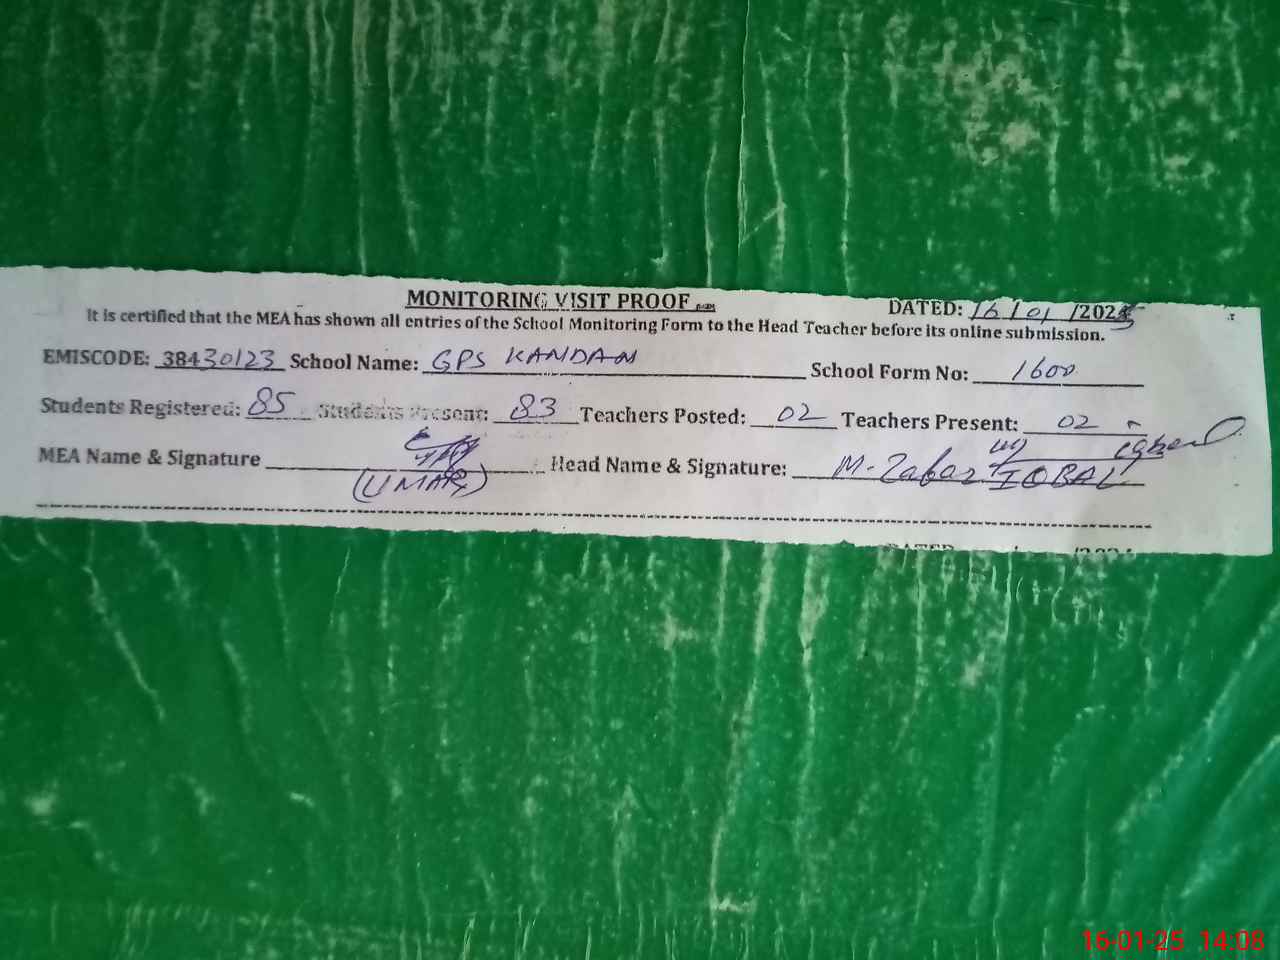 MONITORING VISIT PROOF
DATED: 16/01/2025
It is certified that the MEA has shown all entries of the School Monitoring Form to the Head Teacher before its online submission.
EMISCODE: 38430123 School Name: GPS KANDAN School Form No: 1600
Students Registered: 85 Students Present: 83 Teachers Posted: 02 Teachers Present: 02
MEA Name & Signature (UMAR) Head Name & Signature: M. Zafar IQBAL
16-01-25 14:08